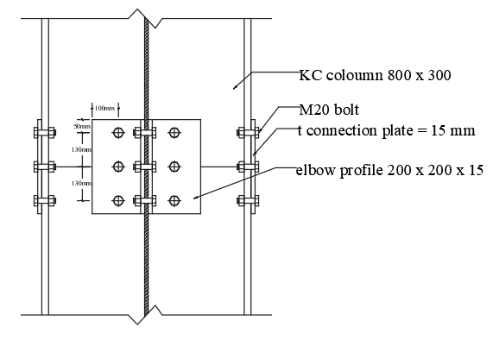 100mm
KC coloumn 800 x 300
50mm
M20 bolt
t connection plate = 15 mm
130mm
elbow profile 200 x 200 x 15
130mm